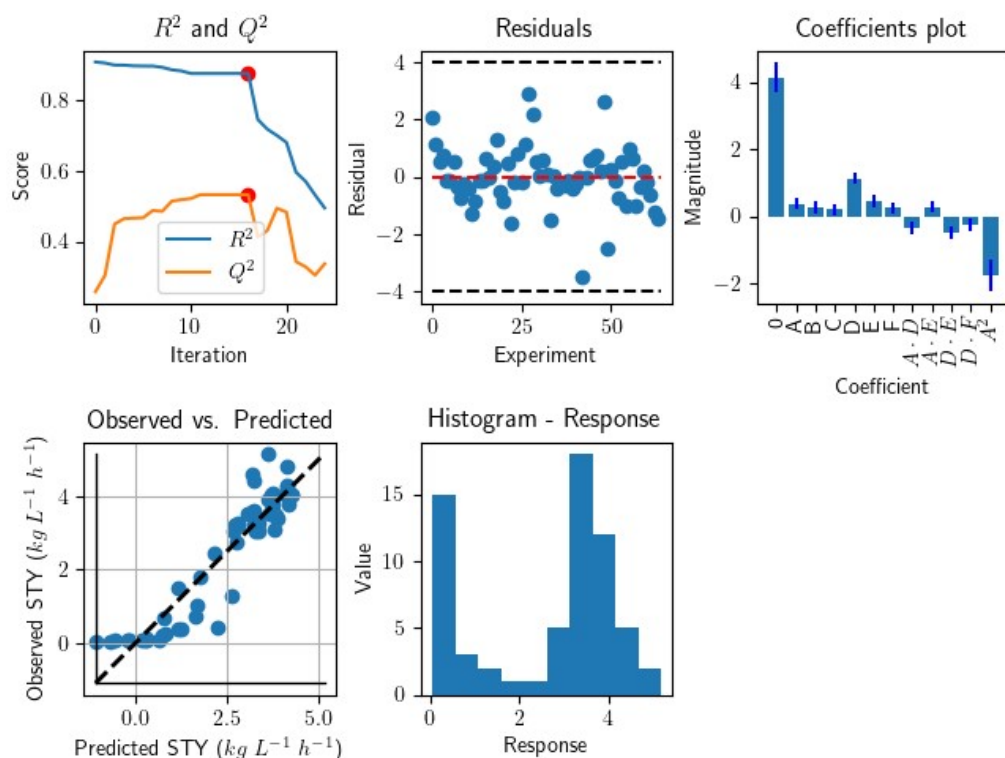 R² and Q²
Score
0.8
0.6
0.4
R²
Q²
0
10
20
Iteration
Residuals
Residual
4
2
0
−2
−4
0
25
50
Experiment
Coefficients plot
Magnitude
4
2
0
−2
0
A
B
C
D
E
F
A · D
A · E
D · E
D · F
A²
Coefficient
Observed vs. Predicted
Observed STY (kg L⁻¹ h⁻¹)
4
2
0
0.0
2.5
5.0
Predicted STY (kg L⁻¹ h⁻¹)
Histogram - Response
Value
15
10
5
0
0
2
4
Response